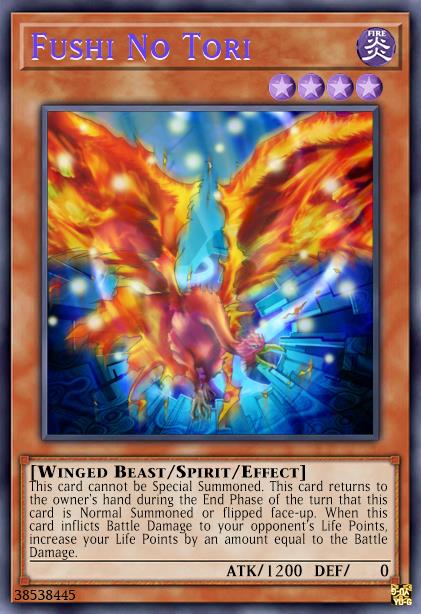 Fushi No Tori
FIRE
炎
[Winged Beast/Spirit/Effect]
This card cannot be Special Summoned. This card returns to
the owner's hand during the End Phase of the turn that this
card is Normal Summoned or flipped face-up. When this
card inflicts Battle Damage to your opponent's Life Points,
increase your Life Points by an amount equal to the Battle
Damage.
ATK/1200 DEF/ 0
38538445